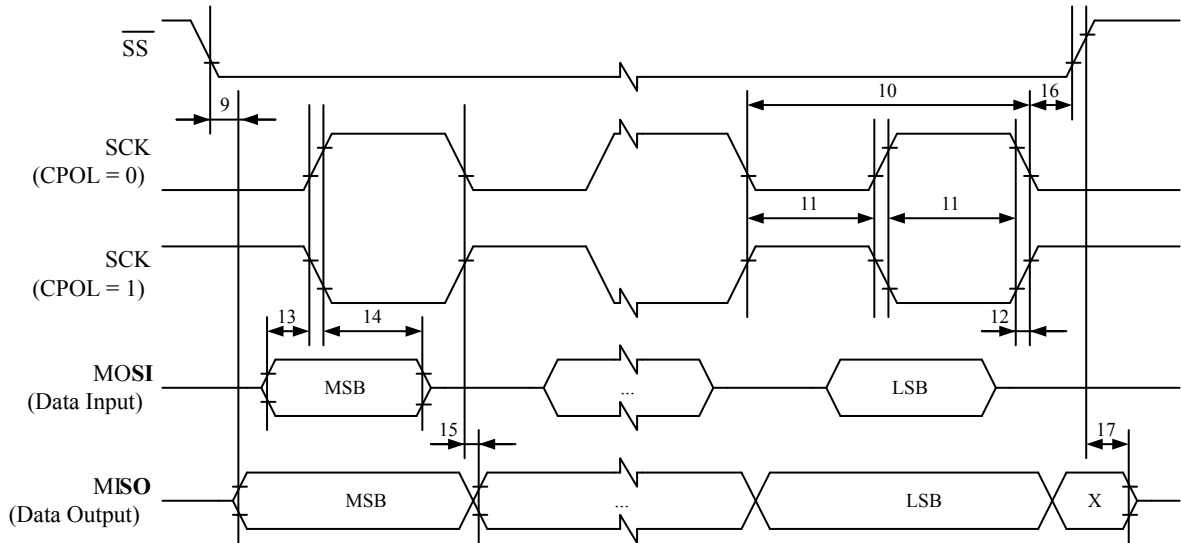 SS
10
16
9
SCK
(CPOL = 0)
11
11
SCK
(CPOL = 1)
13
14
12
MOSI
(Data Input)
MSB
...
LSB
15
17
MISO
(Data Output)
MSB
...
LSB
X